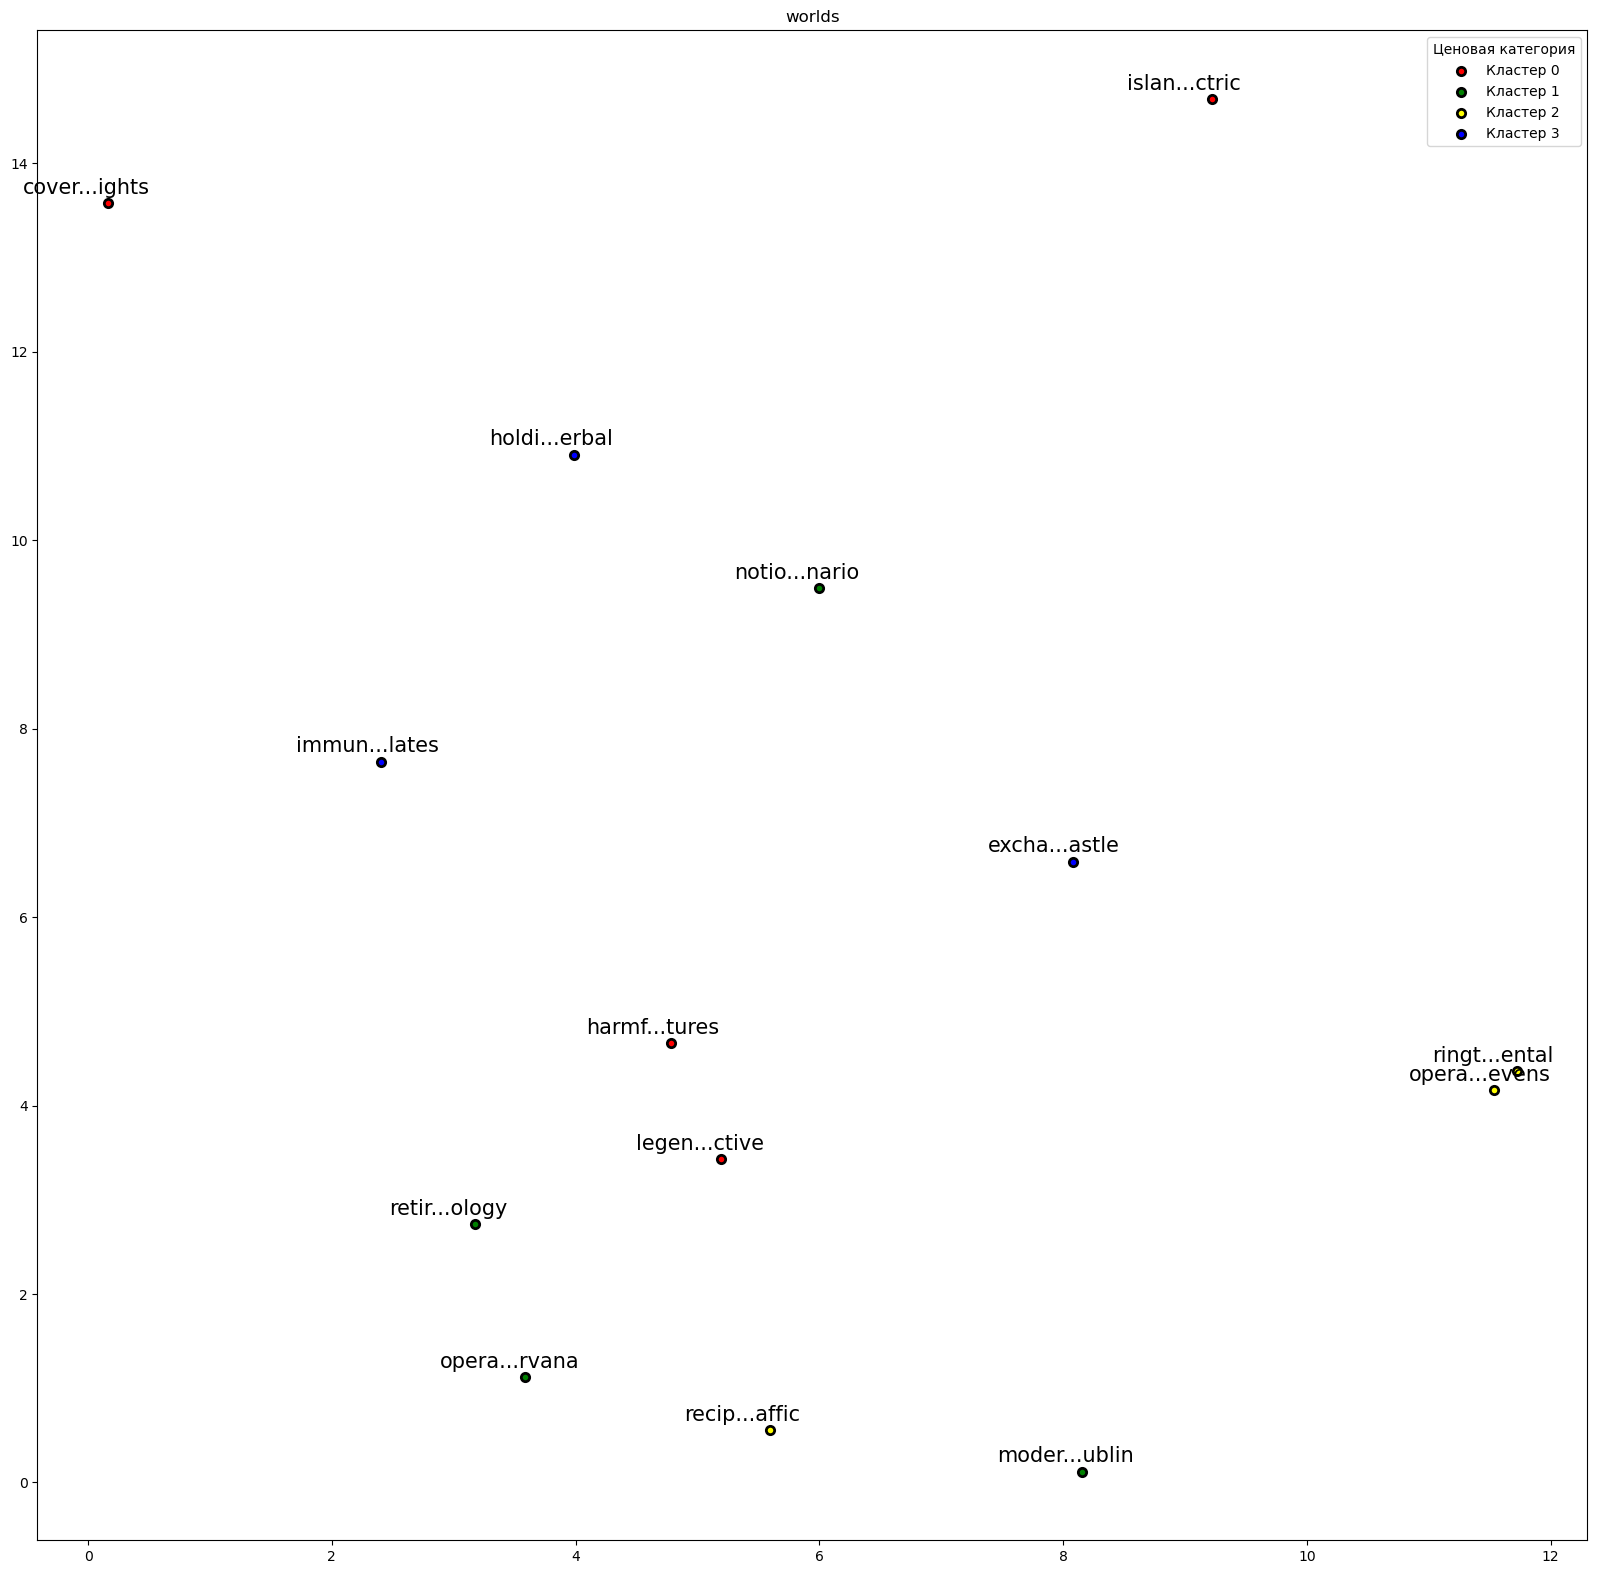 worlds
Ценовая категория
Кластер 0
Кластер 1
Кластер 2
Кластер 3
islan...ctric
cover...ights
holdi...erbal
notio...nario
immun...lates
excha...astle
harmf...tures
ringt...ental
opera...evens
legen...ctive
retir...ology
opera...rvana
recip...affic
moder...ublin
14
12
10
8
6
4
2
0
0 2 4 6 8 10 12